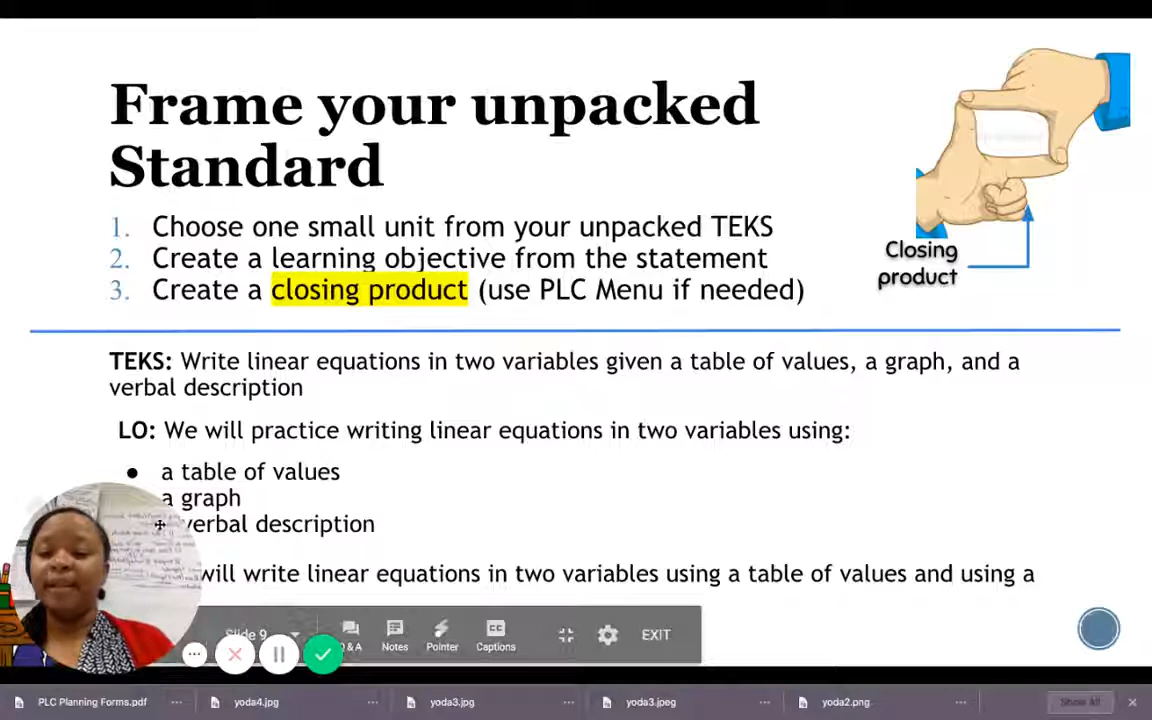 Frame your unpacked
Standard
1. Choose one small unit from your unpacked TEKS
2. Create a learning objective from the statement
3. Create a closing product (use PLC Menu if needed)
Closing
product
TEKS: Write linear equations in two variables given a table of values, a graph, and a
verbal description
LO: We will practice writing linear equations in two variables using:
● a table of values
a graph
verbal description
will write linear equations in two variables using a table of values and using a
Slide 9
Notes
Pointer
CC
Captions
EXIT
PLC Planning Forms.pdf
yoda4.jpg
yoda3.jpg
yoda3.jpeg
yoda2.png
Show All